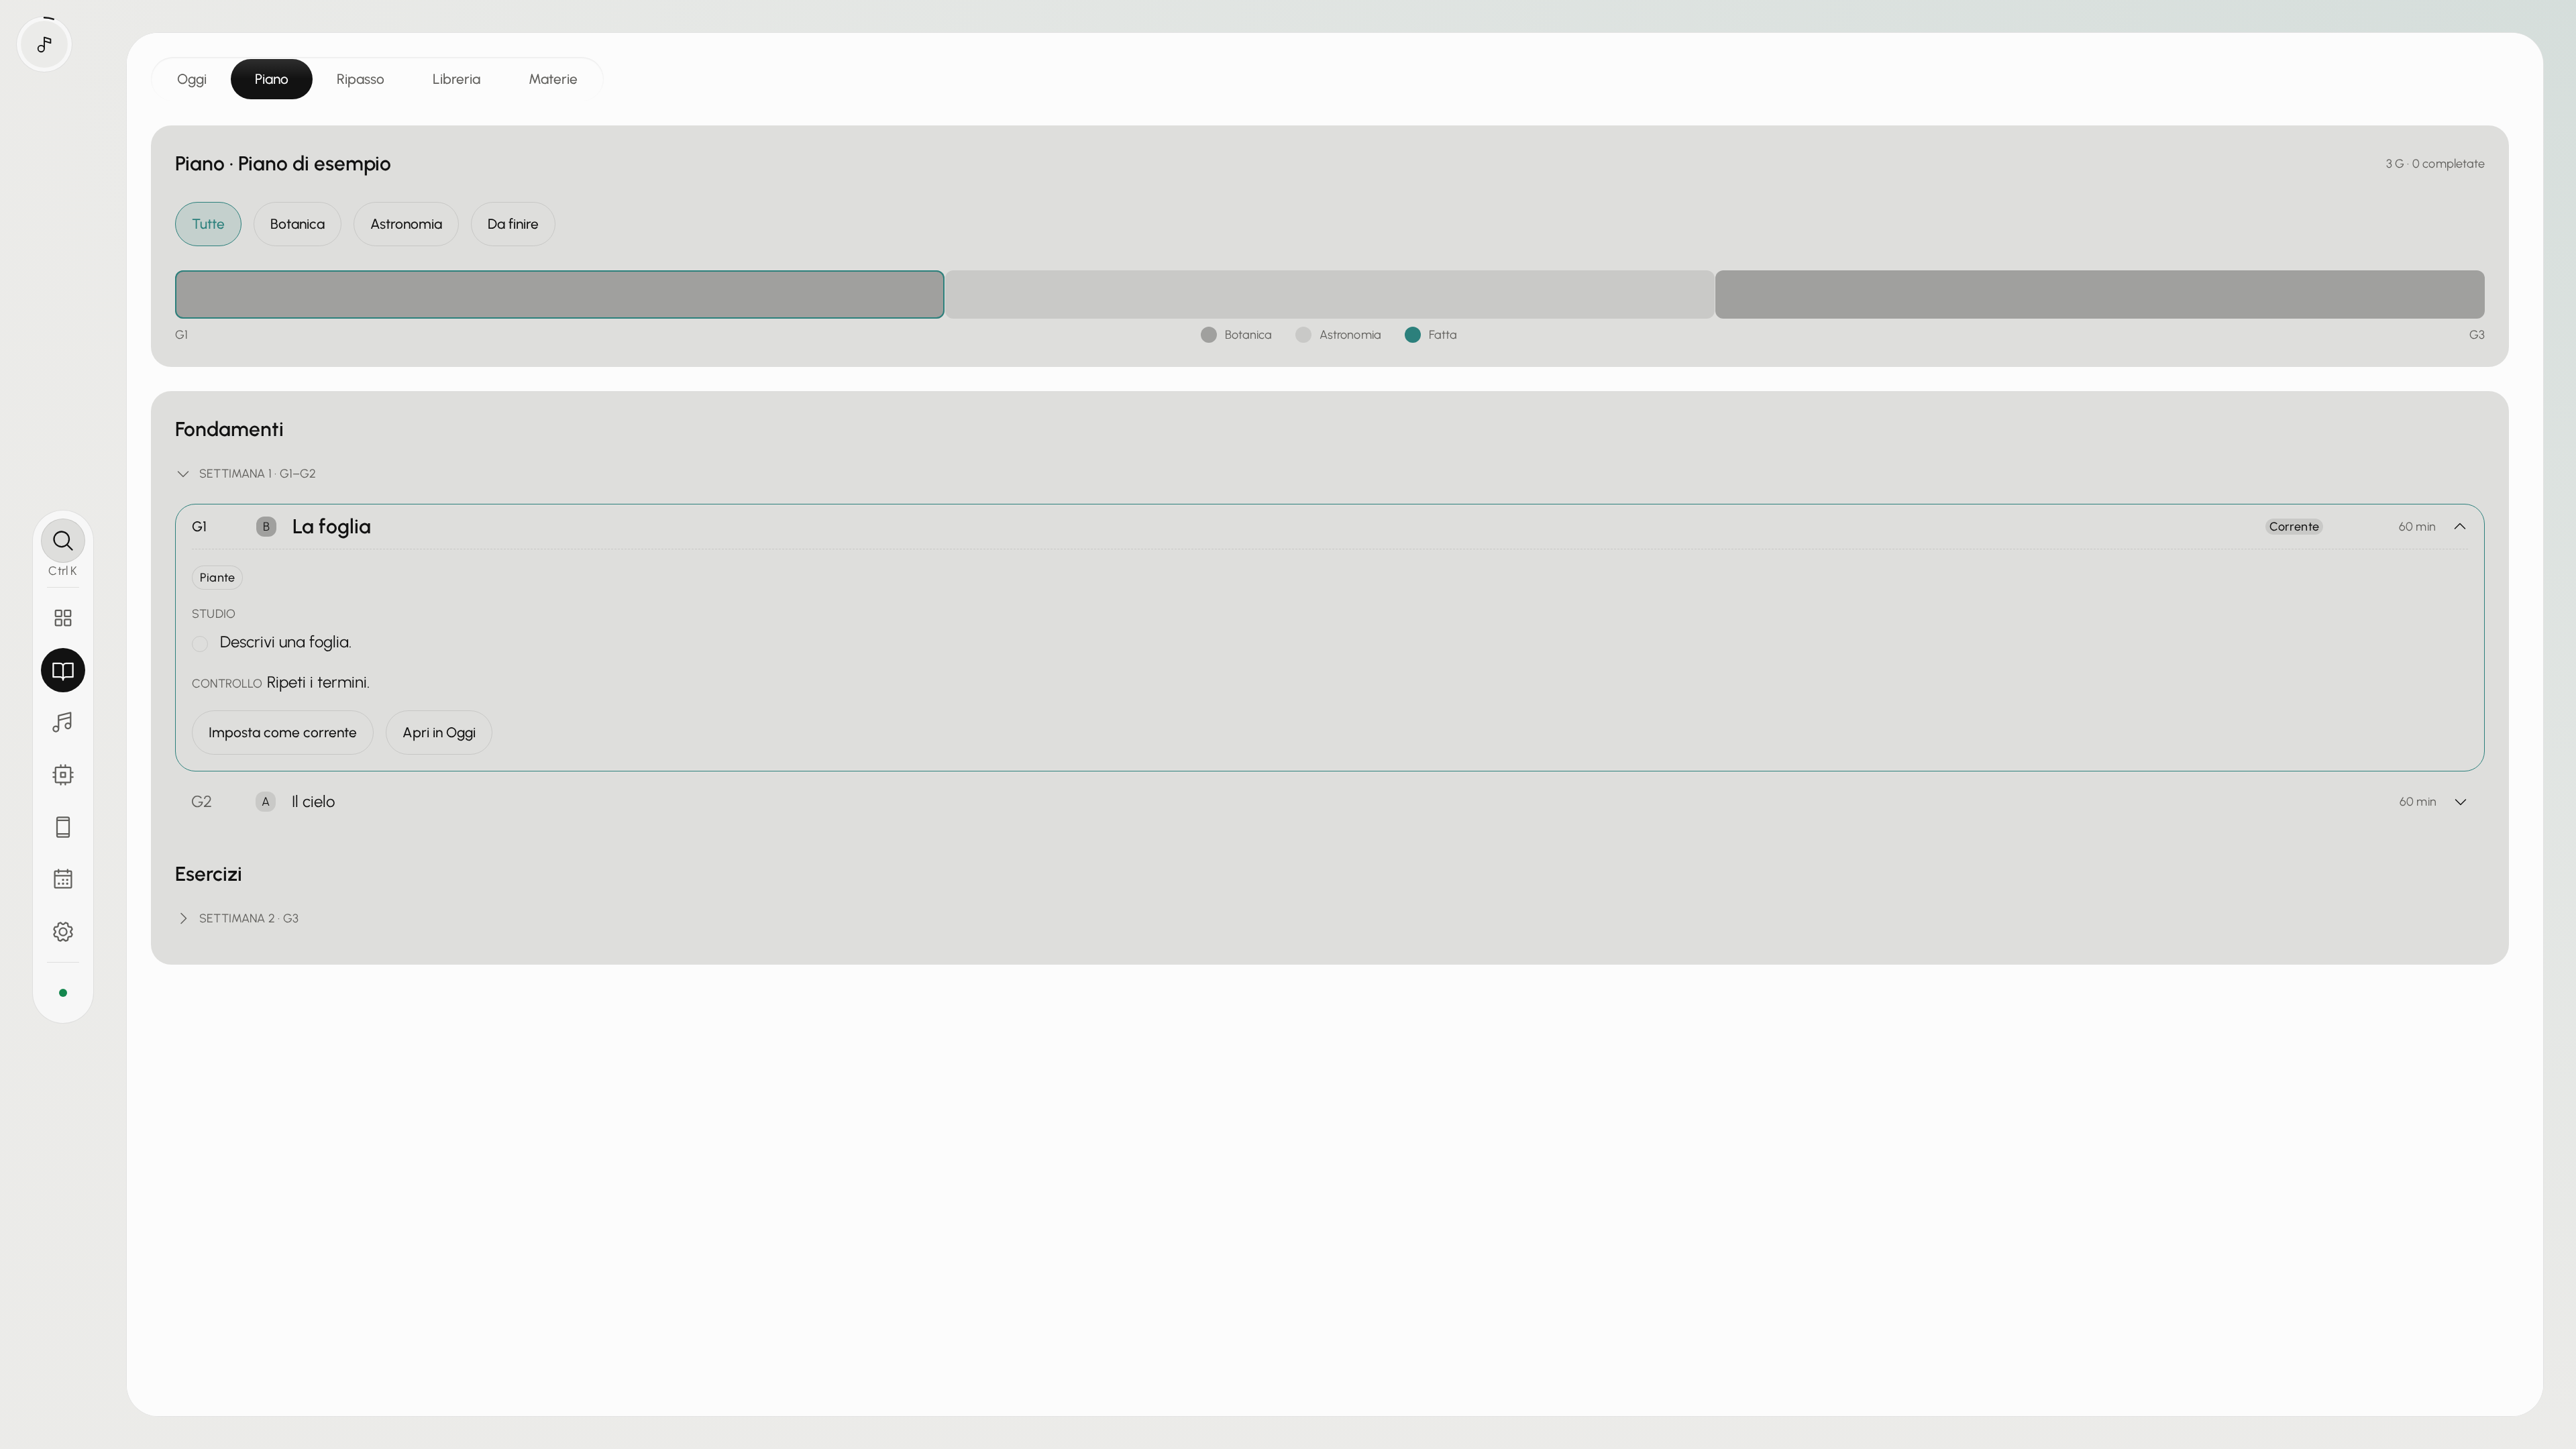 Oggi
Piano
Ripasso
Libreria
Materie
Piano · Piano di esempio
3 G · 0 completate
Tutte
Botanica
Astronomia
Da finire
G1
Botanica
Astronomia
Fatta
G3
Fondamenti
SETTIMANA 1 · G1–G2
G1
B
La foglia
Corrente
60 min
Piante
STUDIO
Descrivi una foglia.
CONTROLLO Ripeti i termini.
Imposta come corrente
Apri in Oggi
G2
A
Il cielo
60 min
Esercizi
SETTIMANA 2 · G3
Ctrl K